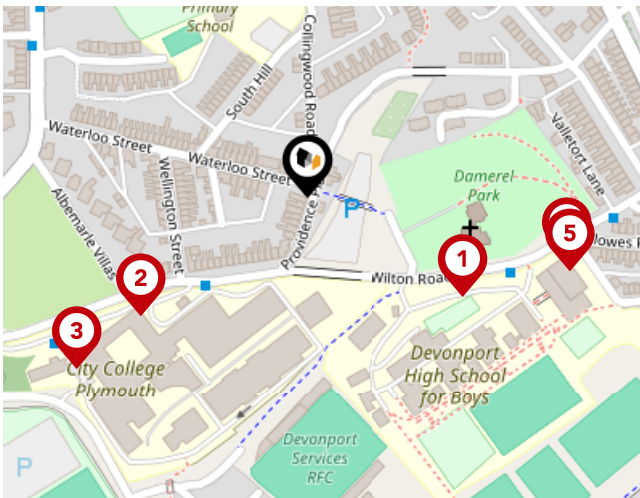 Primary
School
Collingwood Road
South Hill
Waterloo Street
Waterloo Street
Wellington Street
Albemarle Villas
Providence P
P
Damerel
Park
Valletort Lane
5
lowes P
1
Wilton Road
2
3
City College
Plymouth
Devonport
High School
for Boys
Devonport
Services
RFC
P